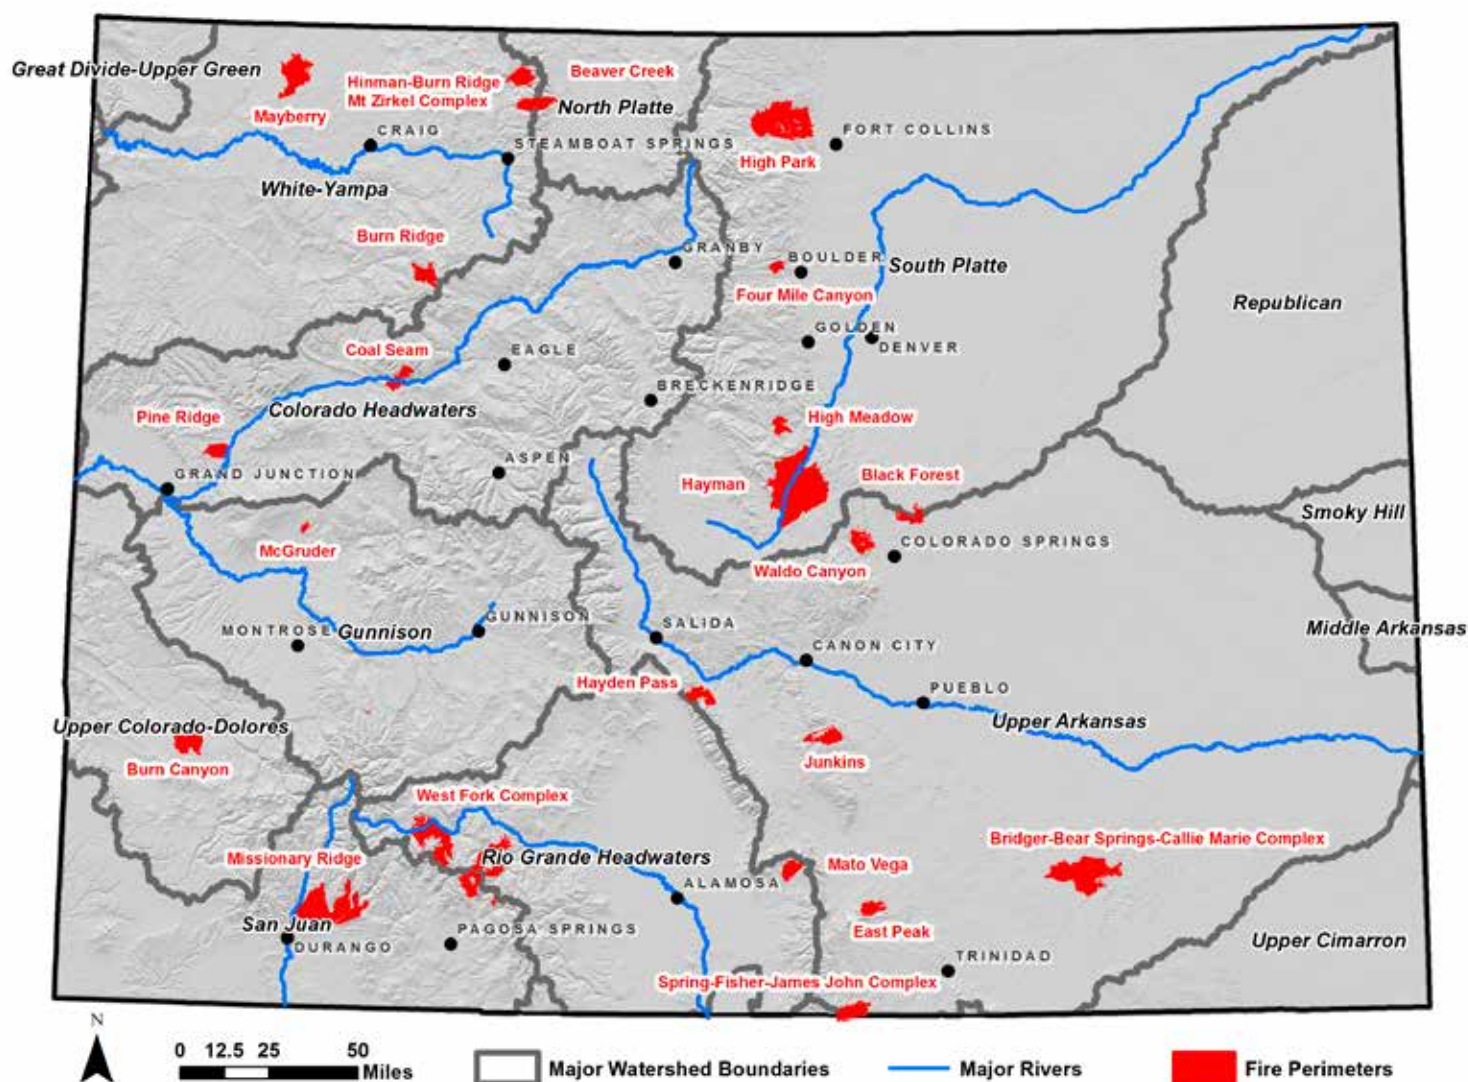 Great Divide-Upper Green
Mayberry
Hinman-Burn Ridge
Mt Zirkel Complex
Beaver Creek
North Platte
CRAIG
STEAMBOAT SPRINGS
White-Yampa
High Park
FORT COLLINS
Burn Ridge
GRANBY
BOULDER
South Platte
Four Mile Canyon
Republican
GOLDEN
DENVER
Coal Seam
EAGLE
BRECKENRIDGE
Colorado Headwaters
Pine Ridge
High Meadow
GRAND JUNCTION
ASPEN
Hayman
Black Forest
Smoky Hill
McGruder
COLORADO SPRINGS
Waldo Canyon
MONTROSE
Gunnison
GUNNISON
SALIDA
Middle Arkansas
CANON CITY
Hayden Pass
PUEBLO
Upper Arkansas
Upper Colorado-Dolores
Burn Canyon
Junkins
West Fork Complex
Bridger-Bear Springs-Callie Marie Complex
Missionary Ridge
Rio Grande Headwaters
Mato Vega
ALAMOSA
San Juan
DURANGO
PAGOSA SPRINGS
East Peak
Upper Cimarron
TRINIDAD
Spring-Fisher-James John Complex
N
0 12.5 25 50
Miles
Major Watershed Boundaries
Major Rivers
Fire Perimeters